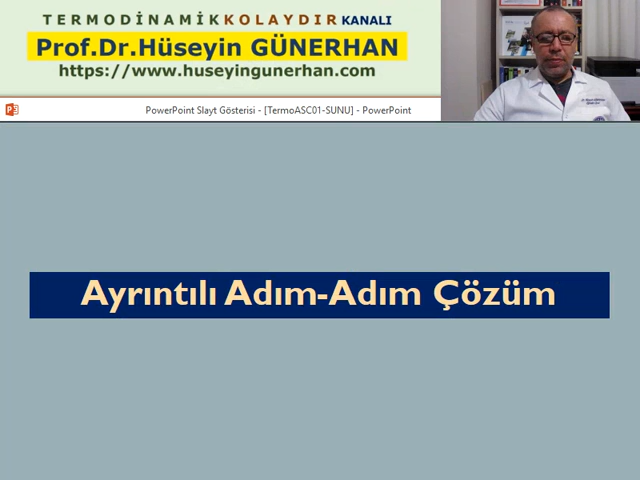 TERMODİNAMİKKOLAYDIR KANALI
Prof.Dr.Hüseyin GÜNERHAN
https://www.huseyingunerhan.com
PowerPoint Slayt Gösterisi - [TermoASC01-SUNU] - PowerPoint
Ayrıntılı Adım-Adım Çözüm